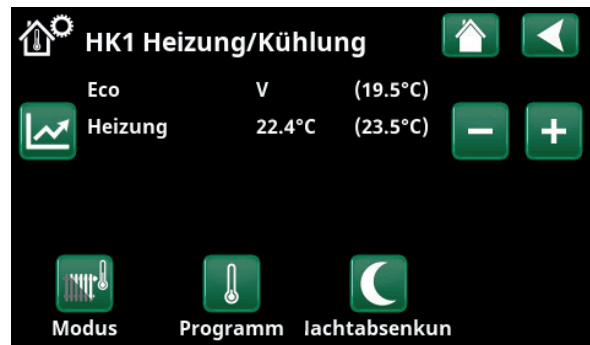 HK1 Heizung/Kühlung
Eco V (19.5°C)
Heizung 22.4°C (23.5°C)
Modus Programm lachtabsenkun